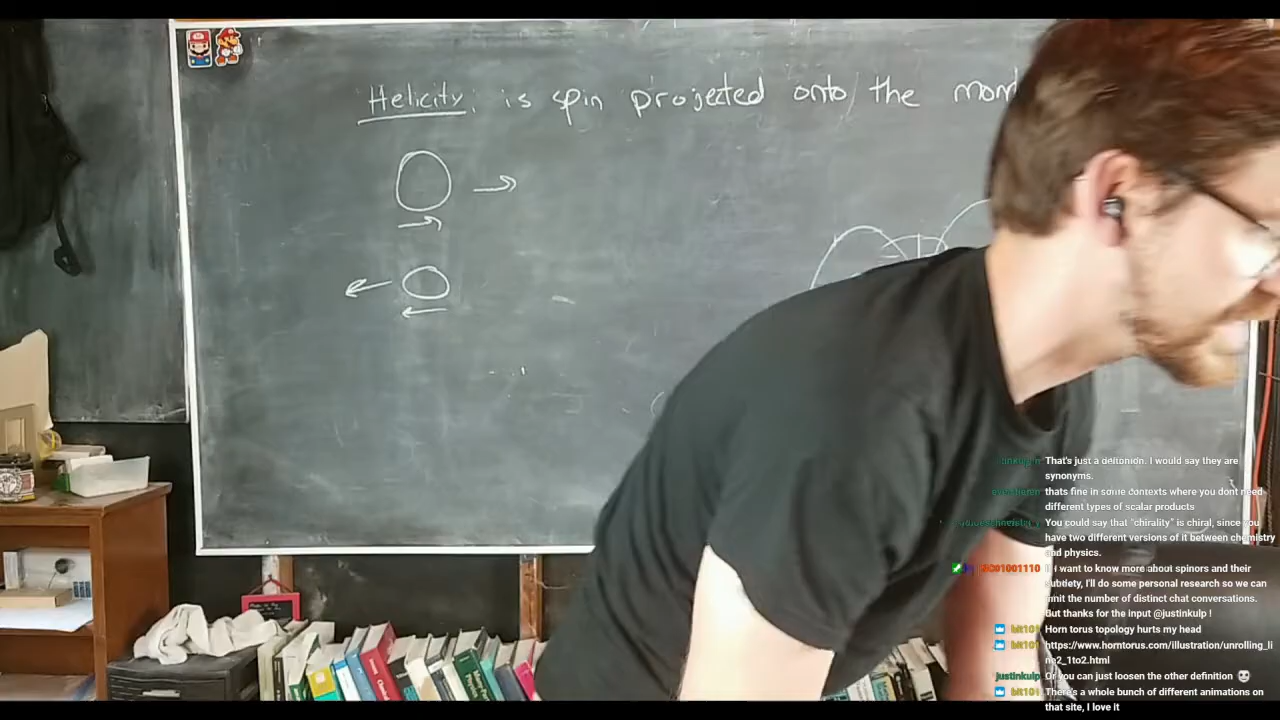 Helicity: is spin projected onto the mom
That's just a definition. I would say they are
synonyms.
thats fine in some contexts where you dont need
different types of scalar products
You could say that "chirality" is chiral, since you
have two different versions of it between chemistry
and physics.
want to know more about spinors and their
subtlety, I'll do some personal research so we can
limit the number of distinct chat conversations.
But thanks for the input @justinkulp !
bit101 Horn torus topology hurts my head
bit101 https://www.horntorus.com/illustration/unrolling_li
ne2_1to2.html
justinkulp Or you can just loosen the other definition
bit101 There's a whole bunch of different animations on
that site, I love it